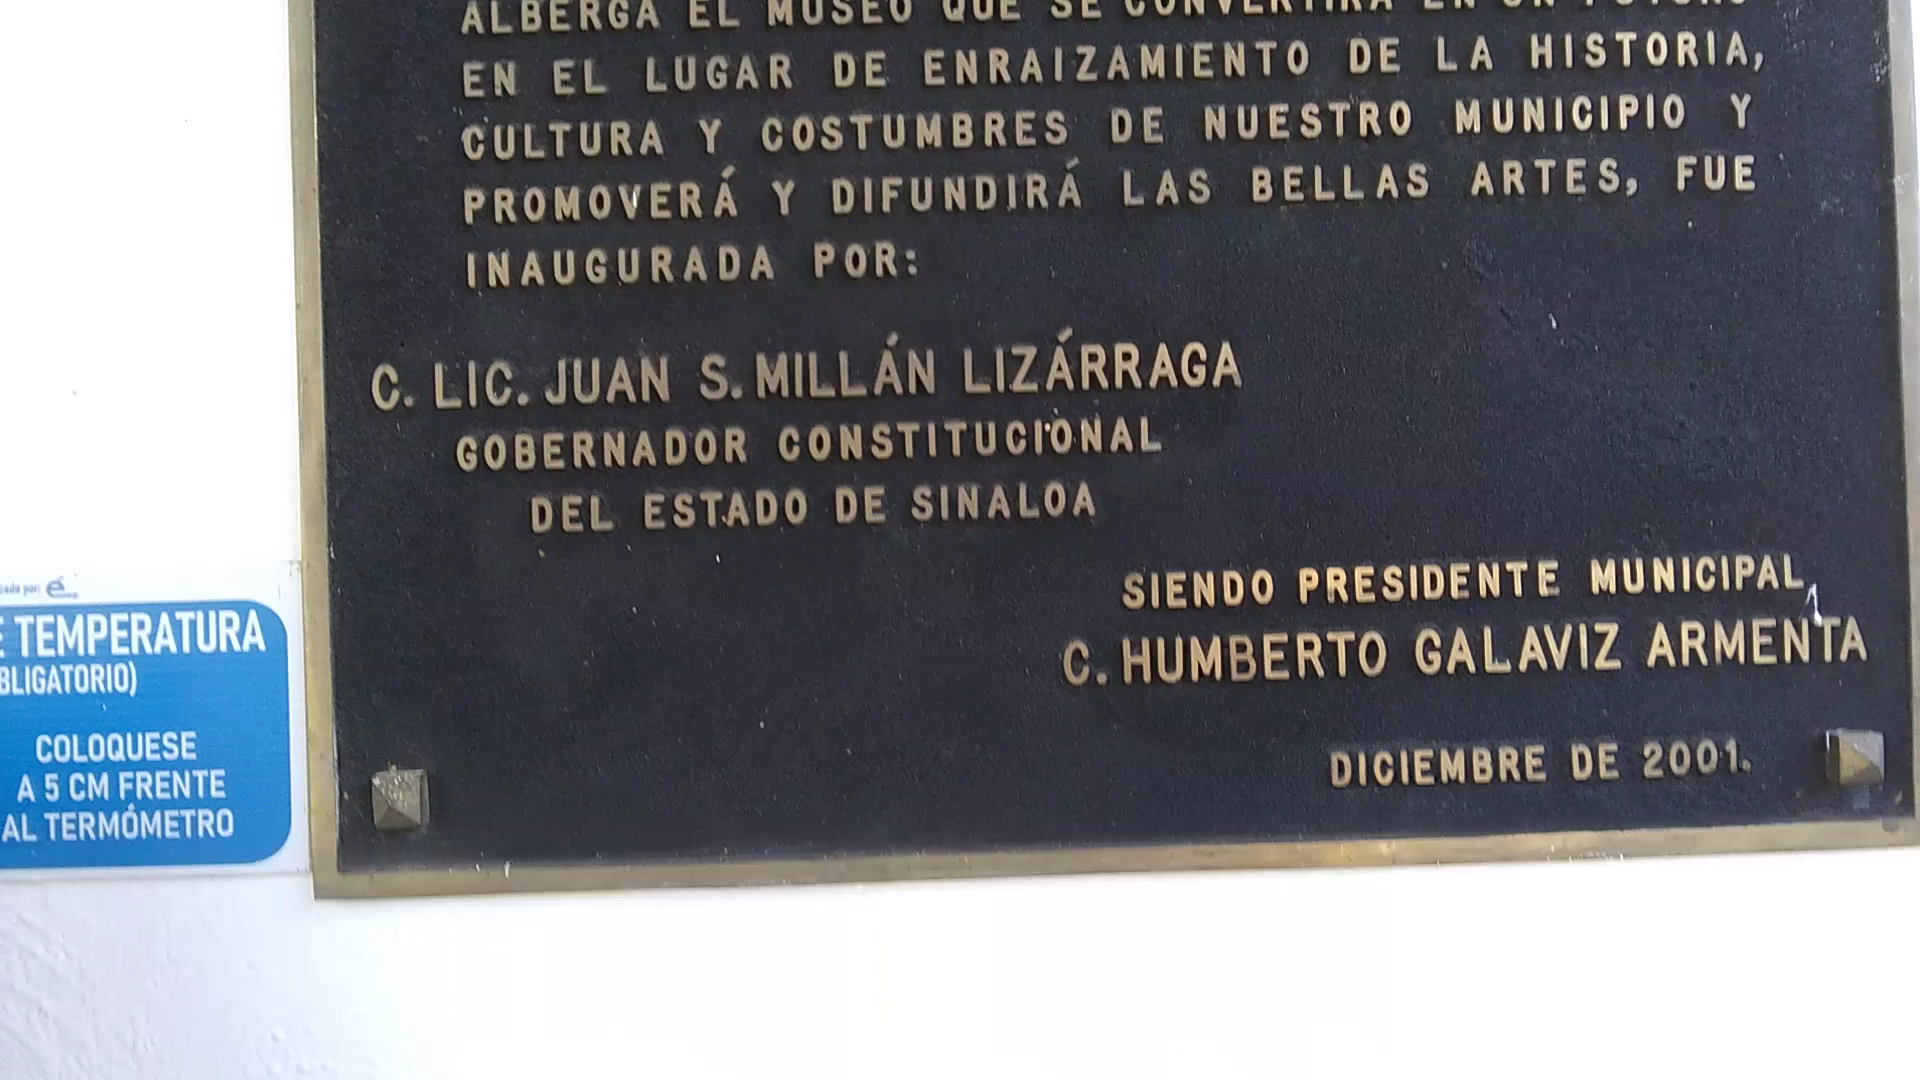 ALBERGA EL MUSEO QUE SE CONVERTIRÁ EN UN FUTURO
EN EL LUGAR DE ENRAIZAMIENTO DE LA HISTORIA,
CULTURA Y COSTUMBRES DE NUESTRO MUNICIPIO Y
PROMOVERÁ Y DIFUNDIRÁ LAS BELLAS ARTES, FUE
INAUGURADA POR:
C. LIC. JUAN S. MILLÁN LIZÁRRAGA
GOBERNADOR CONSTITUCIONAL
DEL ESTADO DE SINALOA
SIENDO PRESIDENTE MUNICIPAL
C. HUMBERTO GALAVIZ ARMENTA
DICIEMBRE DE 2001.
por: é
E TEMPERATURA
BLIGATORIO)
COLOQUESE
A 5 CM FRENTE
AL TERMÓMETRO